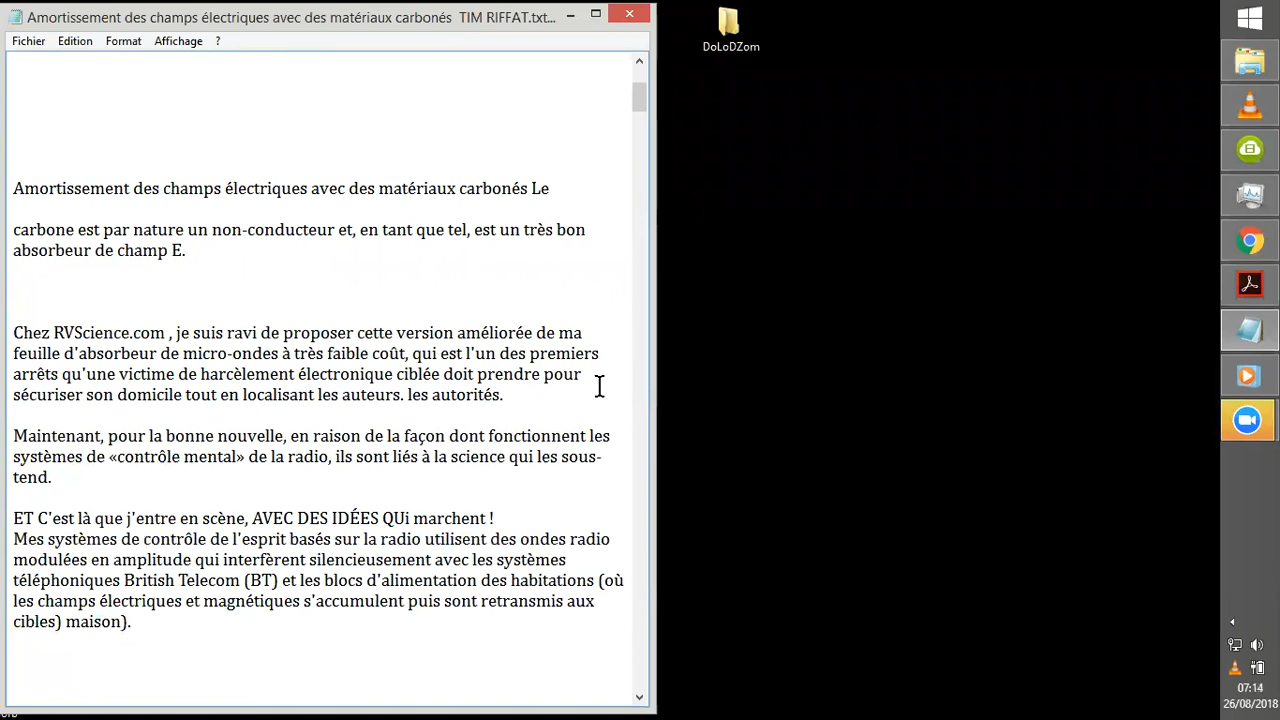 Amortissement des champs électriques avec des matériaux carbonés  TIM RIFFAT.txt...
Fichier Edition Format Affichage ?
DoLoDZom
Amortissement des champs électriques avec des matériaux carbonés Le
carbone est par nature un non-conducteur et, en tant que tel, est un très bon
absorbeur de champ E.
Chez RVScience.com , je suis ravi de proposer cette version améliorée de ma
feuille d'absorbeur de micro-ondes à très faible coût, qui est l'un des premiers
arrêts qu'une victime de harcèlement électronique ciblée doit prendre pour
sécuriser son domicile tout en localisant les auteurs. les autorités.
Maintenant, pour la bonne nouvelle, en raison de la façon dont fonctionnent les
systèmes de «contrôle mental» de la radio, ils sont liés à la science qui les sous-
tend.
ET C'est là que j'entre en scène, AVEC DES IDÉES QUi marchent !
Mes systèmes de contrôle de l'esprit basés sur la radio utilisent des ondes radio
modulées en amplitude qui interfèrent silencieusement avec les systèmes
téléphoniques British Telecom (BT) et les blocs d'alimentation des habitations (où
les champs électriques et magnétiques s'accumulent puis sont retransmis aux
cibles) maison).
07:14
26/08/2018